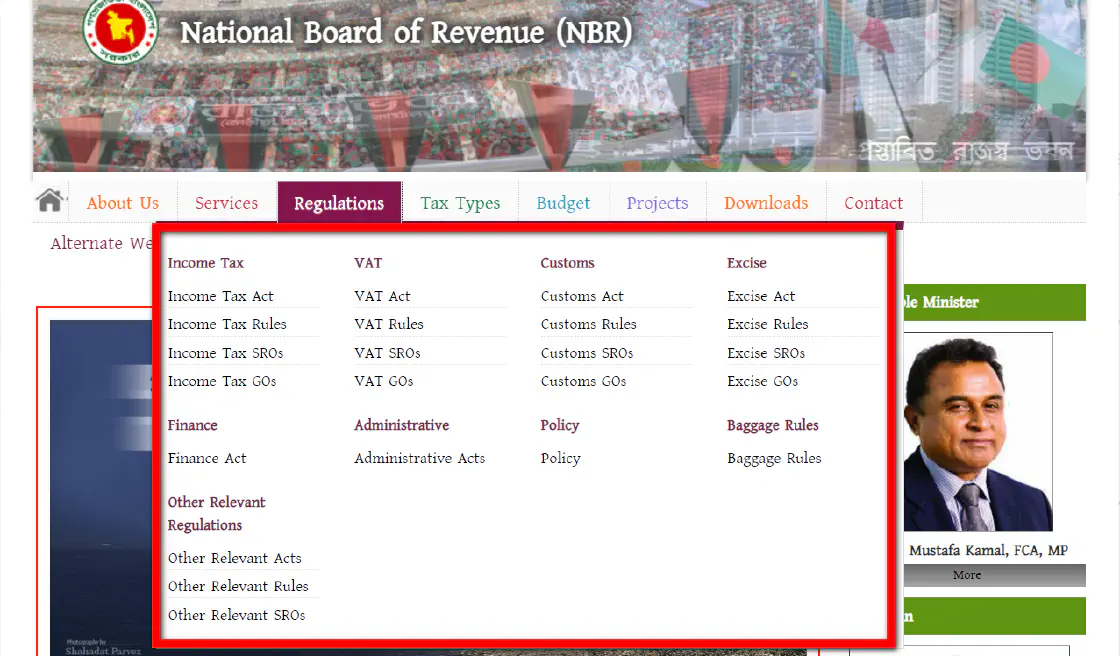 National Board of Revenue (NBR)
প্রস্তাবিত রাজস্ব ভবন
About Us Services Regulations Tax Types Budget Projects Downloads Contact
Alternate We
Income Tax VAT Customs Excise
Income Tax Act VAT Act Customs Act Excise Act
Income Tax Rules VAT Rules Customs Rules Excise Rules
Income Tax SROs VAT SROs Customs SROs Excise SROs
Income Tax GOs VAT GOs Customs GOs Excise GOs
Finance Administrative Policy Baggage Rules
Finance Act Administrative Acts Policy Baggage Rules
Other Relevant
Regulations
Other Relevant Acts
Other Relevant Rules
Other Relevant SROs
Minister
Mustafa Kamal, FCA, MP
More
Photography by
Shahadat Parvez